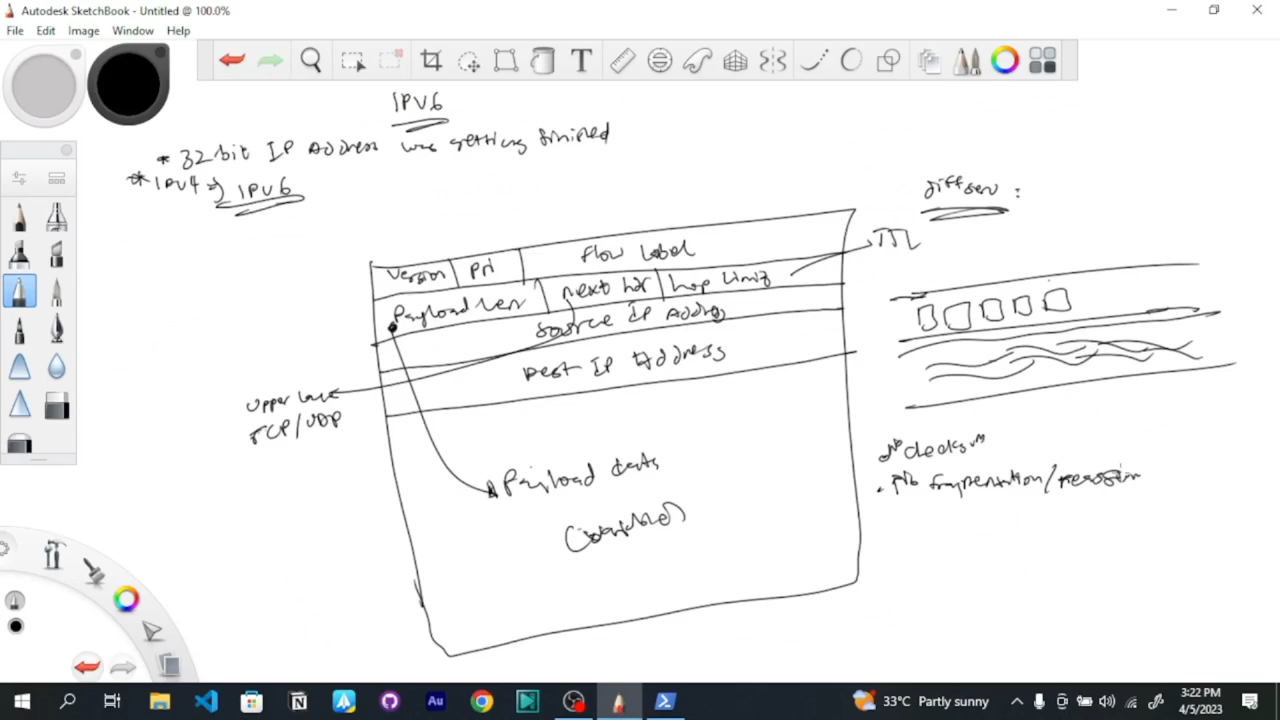 Autodesk SketchBook - Untitled @ 100.0%
File Edit Image Window Help
IPV6
* 32 bit IP Address was getting finished
* IPV4 => IPV6
diffserv :
Version Pri Flow Label
TTL
Payload len next hdr hop limit
Source IP Address
Dest IP Address
Upper layer
TCP/UDP
Payload data
No checksum
. No fragmentation/
33°C Partly sunny
3:22 PM
4/5/2023